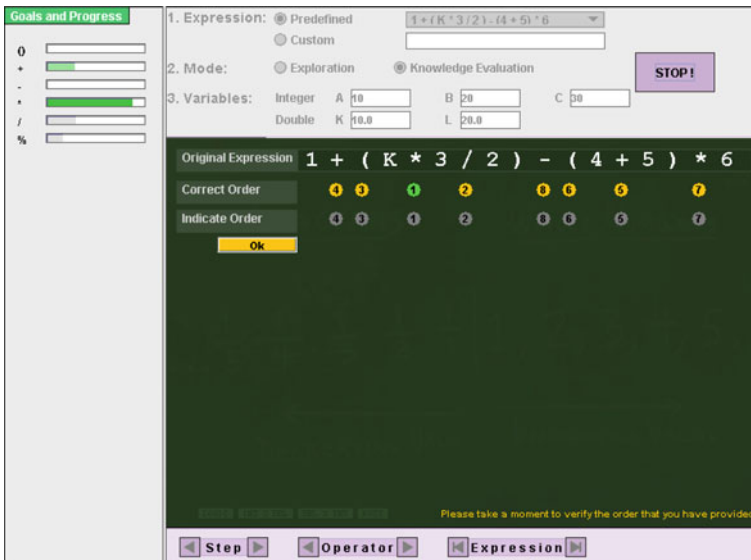 Goals and Progress
()
+
-
*
/
%
1. Expression: Predefined 1 + ( K * 3 / 2 ) - ( 4 + 5 ) * 6
Custom
2. Mode: Exploration Knowledge Evaluation
STOP!
3. Variables: Integer A 10 B 20 C 30
Double K 10.0 L 20.0
Original Expression 1 + ( K * 3 / 2 ) - ( 4 + 5 ) * 6
Correct Order 4 3 1 2 8 6 5 7
Indicate Order 4 3 1 2 8 6 5 7
Ok
Please take a moment to verify the order that you have provided
Step Operator Expression